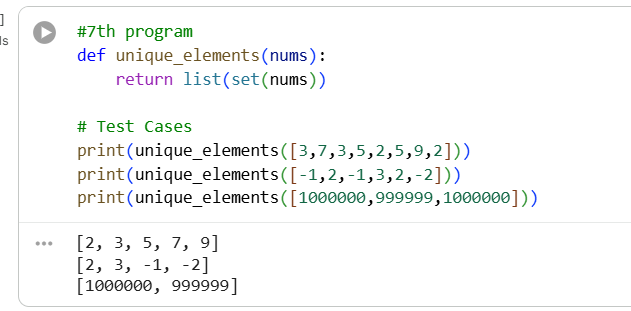 ]
ls
#7th program
def unique_elements(nums):
    return list(set(nums))

# Test Cases
print(unique_elements([3,7,3,5,2,5,9,2]))
print(unique_elements([-1,2,-1,3,2,-2]))
print(unique_elements([1000000,999999,1000000]))
[2, 3, 5, 7, 9]
[2, 3, -1, -2]
[1000000, 999999]